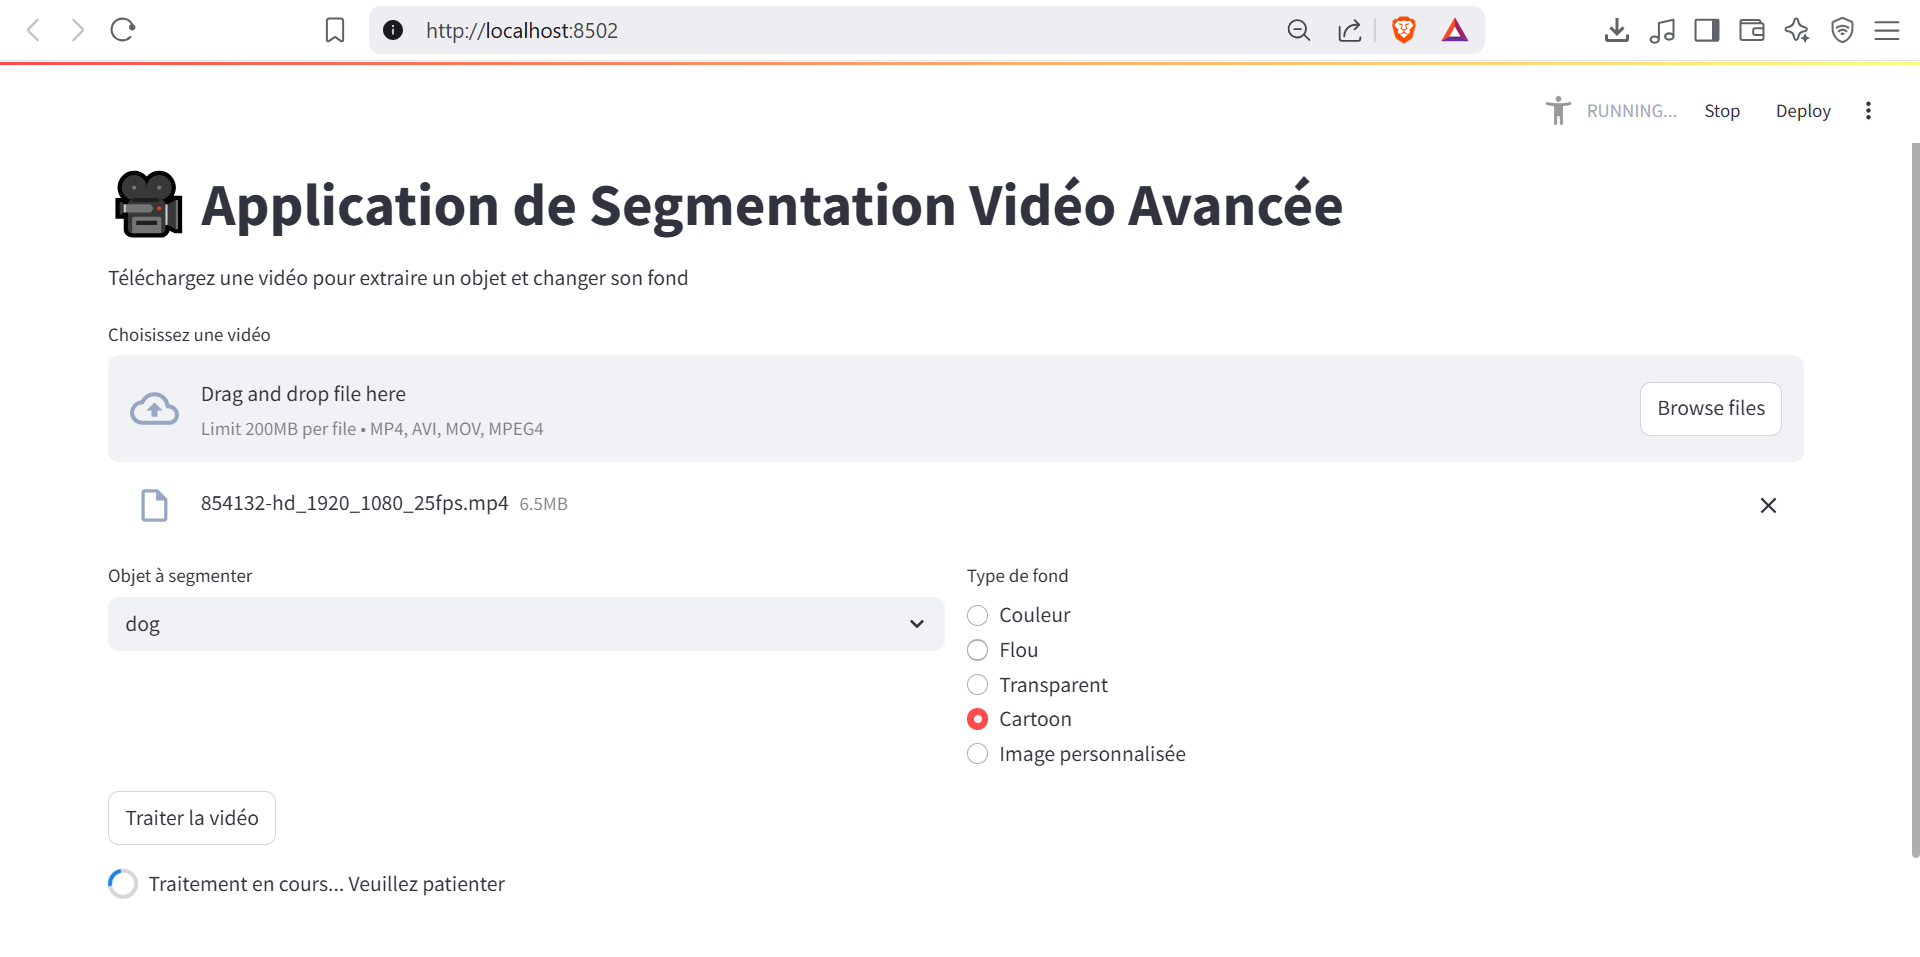 http://localhost:8502
RUNNING... Stop Deploy
Application de Segmentation Vidéo Avancée
Téléchargez une vidéo pour extraire un objet et changer son fond
Choisissez une vidéo
Drag and drop file here
Limit 200MB per file • MP4, AVI, MOV, MPEG4
Browse files
854132-hd_1920_1080_25fps.mp4 6.5MB
Objet à segmenter
dog
Type de fond
Couleur
Flou
Transparent
Cartoon
Image personnalisée
Traiter la vidéo
Traitement en cours... Veuillez patienter